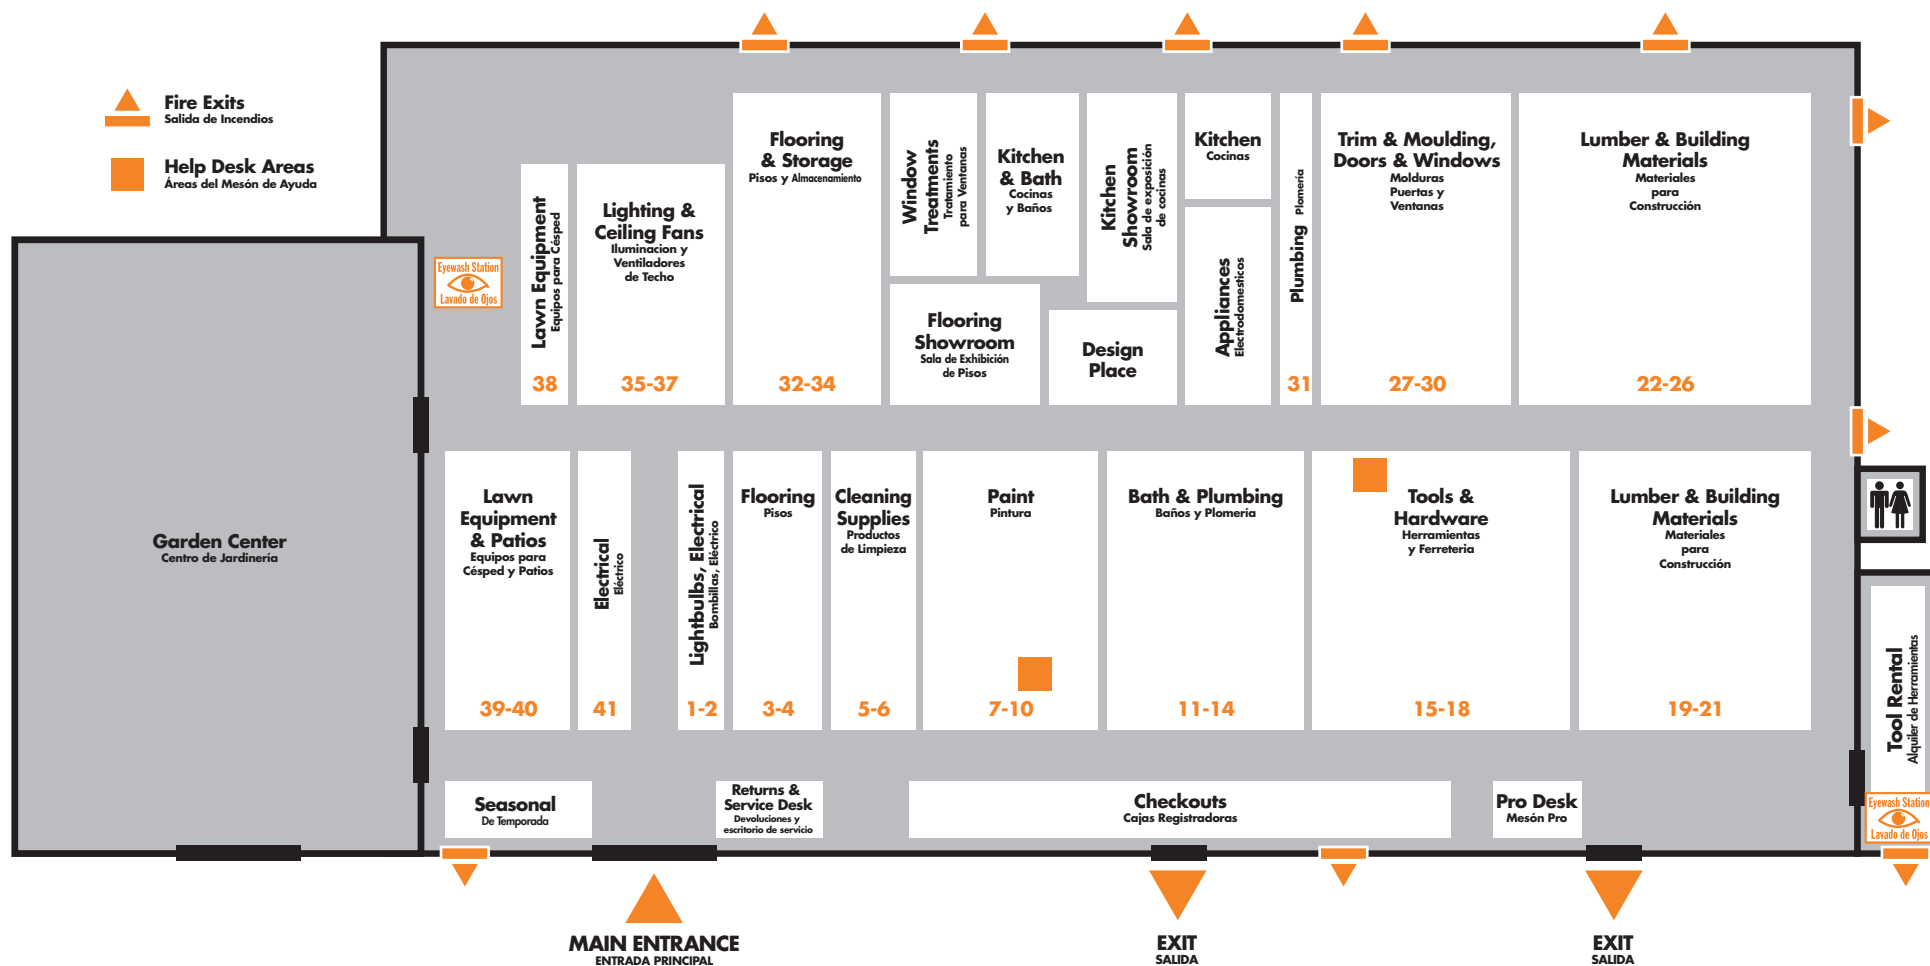 Fire Exits
Salida de Incendios
Help Desk Areas
Áreas del Mesón de Ayuda
Eyewash Station
Lavado de Ojos
Lawn Equipment
Equipos para Césped
38
Lighting &
Ceiling Fans
Iluminacion y
Ventiladores
de Techo
35-37
Flooring
& Storage
Pisos y Almacenamiento
32-34
Window
Treatments
Tratamiento
para Ventanas
Kitchen
& Bath
Cocinas
y Baños
Kitchen
Showroom
Sala de exposición
de cocinas
Kitchen
Cocinas
Flooring
Showroom
Sala de Exhibición
de Pisos
Design
Place
Appliances
Electrodomesticos
Plumbing Plomería
31
Trim & Moulding,
Doors & Windows
Molduras
Puertas y
Ventanas
27-30
Lumber & Building
Materials
Materiales
para
Construcción
22-26
Garden Center
Centro de Jardinería
Lawn
Equipment
& Patios
Equipos para
Césped y Patios
39-40
Electrical
Eléctrico
41
Lightbulbs, Electrical
Bombillas, Eléctrico
1-2
Flooring
Pisos
3-4
Cleaning
Supplies
Productos
de Limpieza
5-6
Paint
Pintura
7-10
Bath & Plumbing
Baños y Plomería
11-14
Tools &
Hardware
Herramientas
y Ferreteria
15-18
Lumber & Building
Materials
Materiales
para
Construcción
19-21
Tool Rental
Alquiler de Herramientas
Eyewash Station
Lavado de Ojos
Seasonal
De Temporada
Returns &
Service Desk
Devoluciones y
escritorio de servicio
Checkouts
Cajas Registradoras
Pro Desk
Mesón Pro
MAIN ENTRANCE
ENTRADA PRINCIPAL
EXIT
SALIDA
EXIT
SALIDA